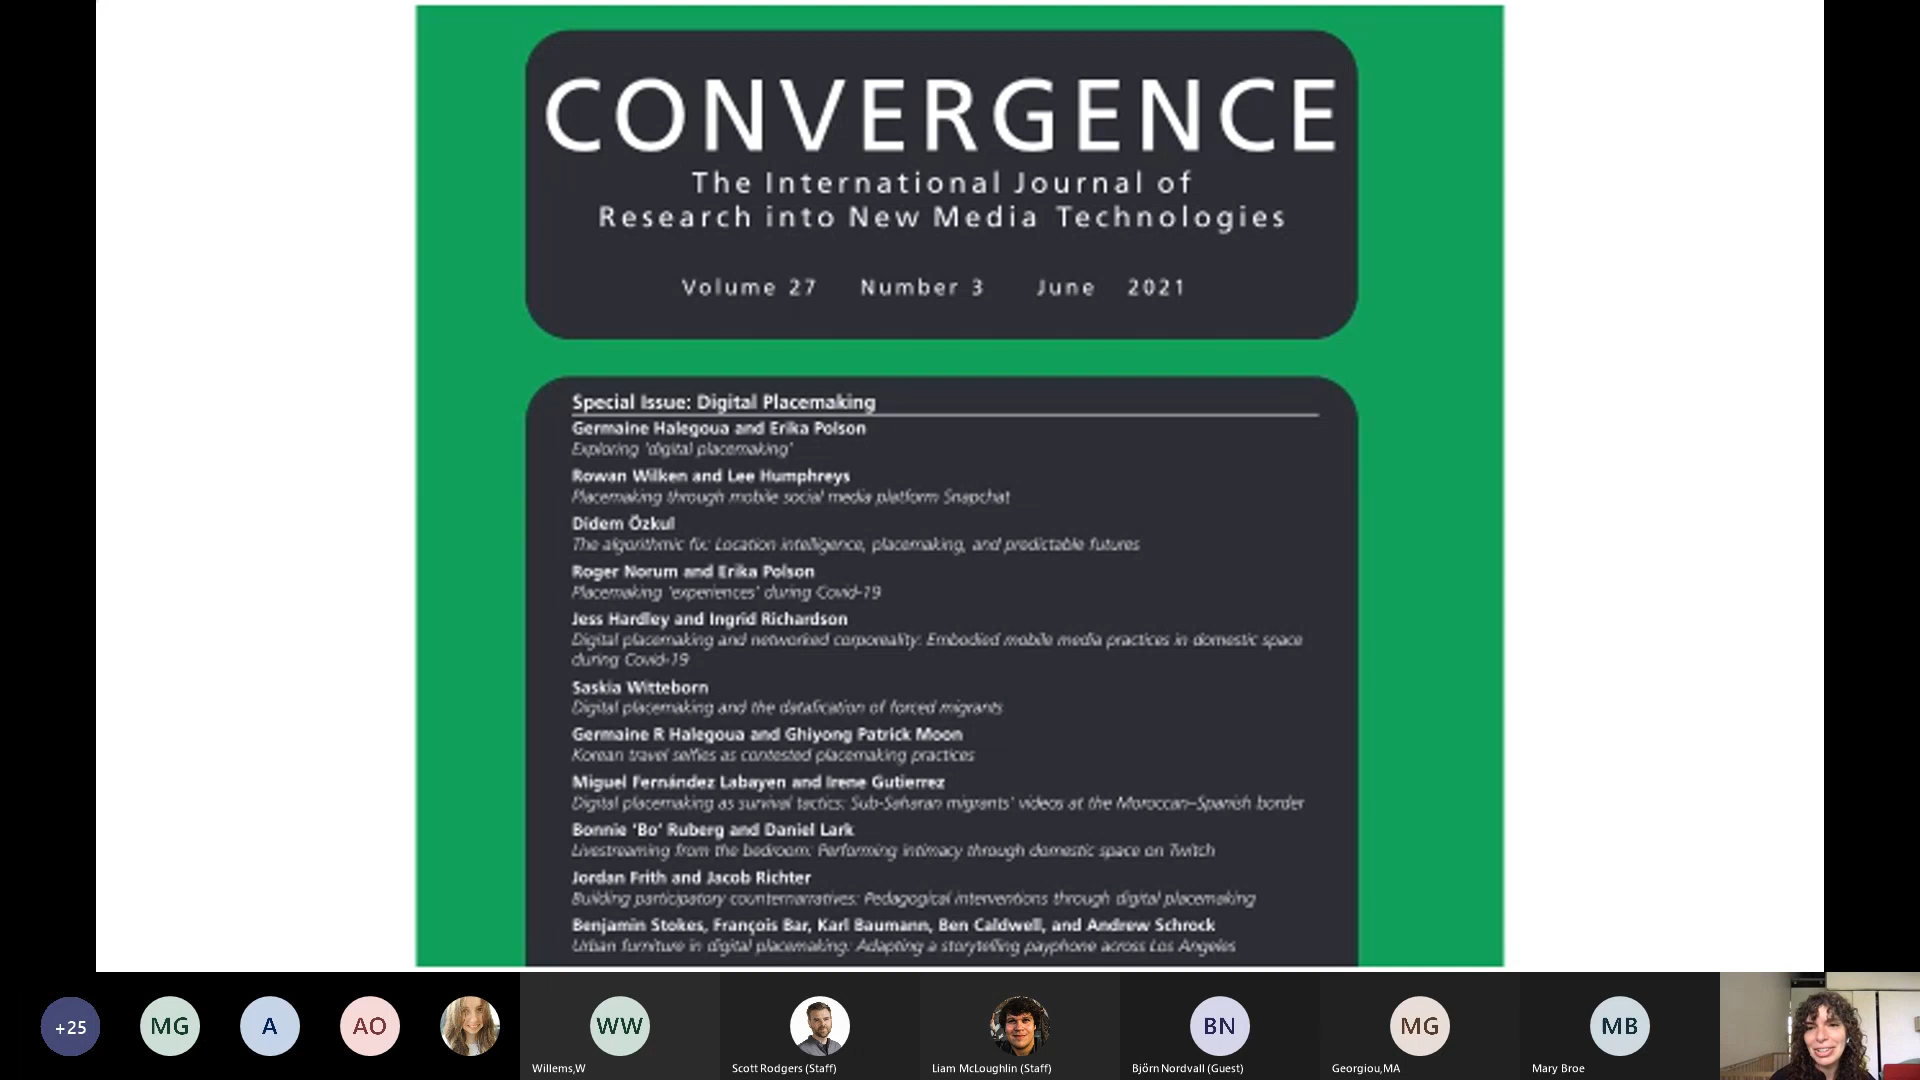 CONVERGENCE
The International Journal of
Research into New Media Technologies
Volume 27 Number 3 June 2021
Special Issue: Digital Placemaking
Germaine Halegoua and Erika Polson
Exploring 'digital placemaking'
Rowan Wilken and Lee Humphreys
Placemaking through mobile social media platform Snapchat
Didem Özkul
The algorithmic fix: Location intelligence, placemaking, and predictable futures
Roger Norum and Erika Polson
Placemaking 'experiences' during Covid-19
Jess Hardley and Ingrid Richardson
Digital placemaking and networked corporeality: Embodied mobile media practices in domestic space
during Covid-19
Saskia Witteborn
Digital placemaking and the datafication of forced migrants
Germaine R Halegoua and Ghiyong Patrick Moon
Korean travel selfies as contested placemaking practices
Miguel Fernández Labayen and Irene Gutierrez
Digital placemaking as survival tactics: Sub-Saharan migrants' videos at the Moroccan–Spanish border
Bonnie 'Bo' Ruberg and Daniel Lark
Livestreaming from the bedroom: Performing intimacy through domestic space on Twitch
Jordan Frith and Jacob Richter
Building participatory counternarratives: Pedagogical interventions through digital placemaking
Benjamin Stokes, François Bar, Karl Baumann, Ben Caldwell, and Andrew Schrock
Urban furniture in digital placemaking: Adapting a storytelling payphone across Los Angeles
+25
MG
A
AO
WW
BN
MG
MB
Willems,W
Scott Rodgers (Staff)
Liam McLoughlin (Staff)
Björn Nordvall (Guest)
Georgiou,MA
Mary Broe